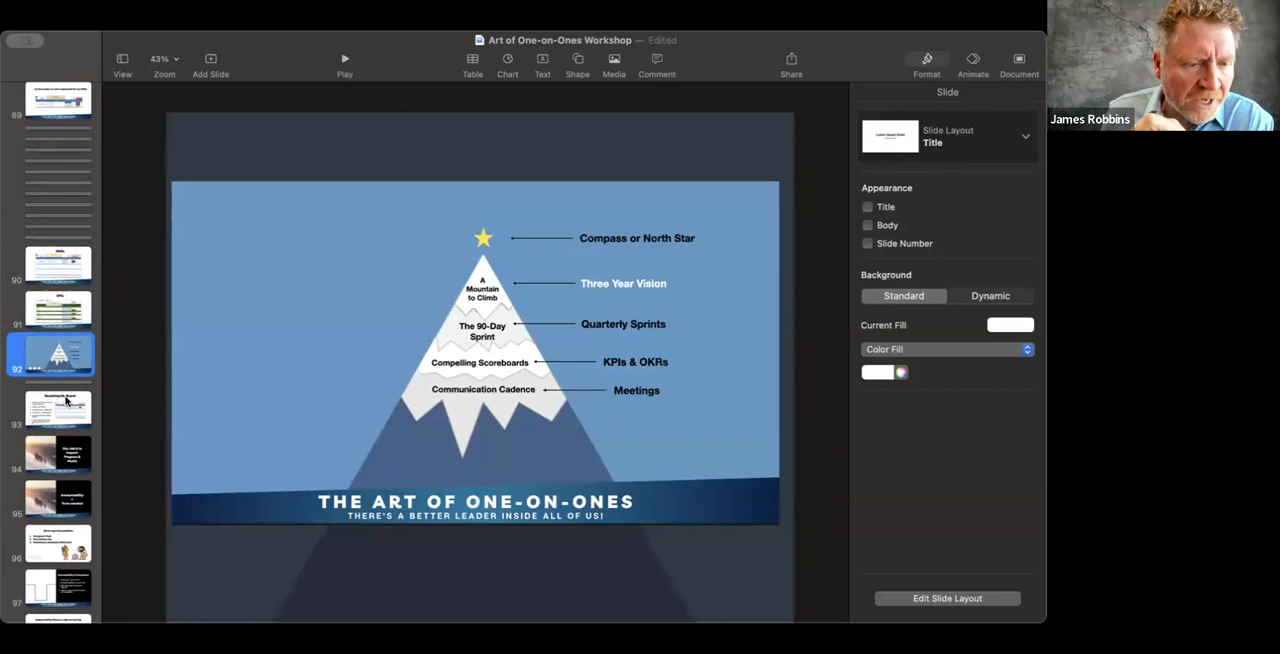 Art of One-on-Ones Workshop — Edited
View
43%
Zoom
Add Slide
Play
Table
Chart
Text
Shape
Media
Comment
Share
Format
Animate
Document
James Robbins
89
90
91
92
93
94
95
96
97
OKRs
KPIs
Compass or North Star
A
Mountain
to Climb
Three Year Vision
The 90-Day
Sprint
Quarterly Sprints
Compelling Scoreboards
KPIs & OKRs
Communication Cadence
Meetings
THE ART OF ONE-ON-ONES
THERE'S A BETTER LEADER INSIDE ALL OF US!
Slide
Slide Layout
Title
Appearance
Title
Body
Slide Number
Background
Standard
Dynamic
Current Fill
Color Fill
Edit Slide Layout